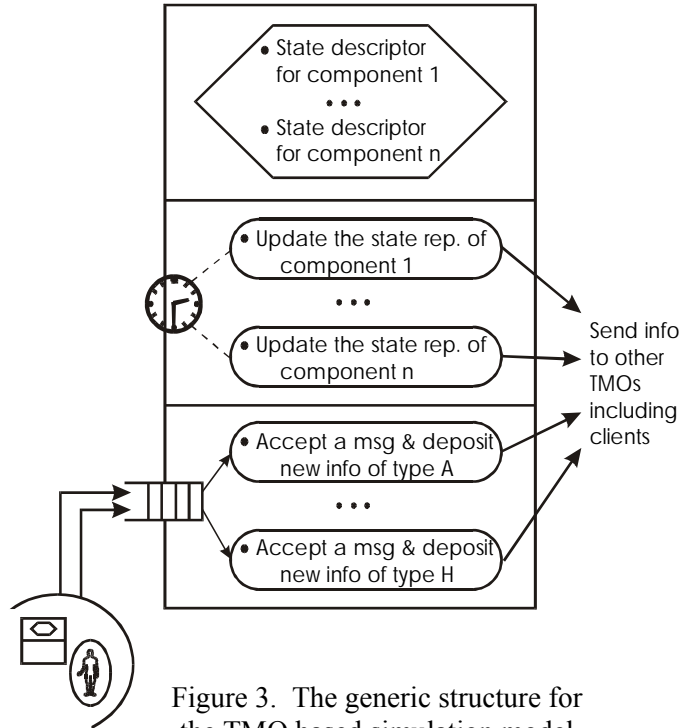 • State descriptor
for component 1
• • •
• State descriptor
for component n
• Update the state rep. of
component 1
• • •
• Update the state rep. of
component n
Send info
to other
TMOs
including
clients
• Accept a msg & deposit
new info of type A
• • •
• Accept a msg & deposit
new info of type H
Figure 3. The generic structure for
the TMO based simulation model